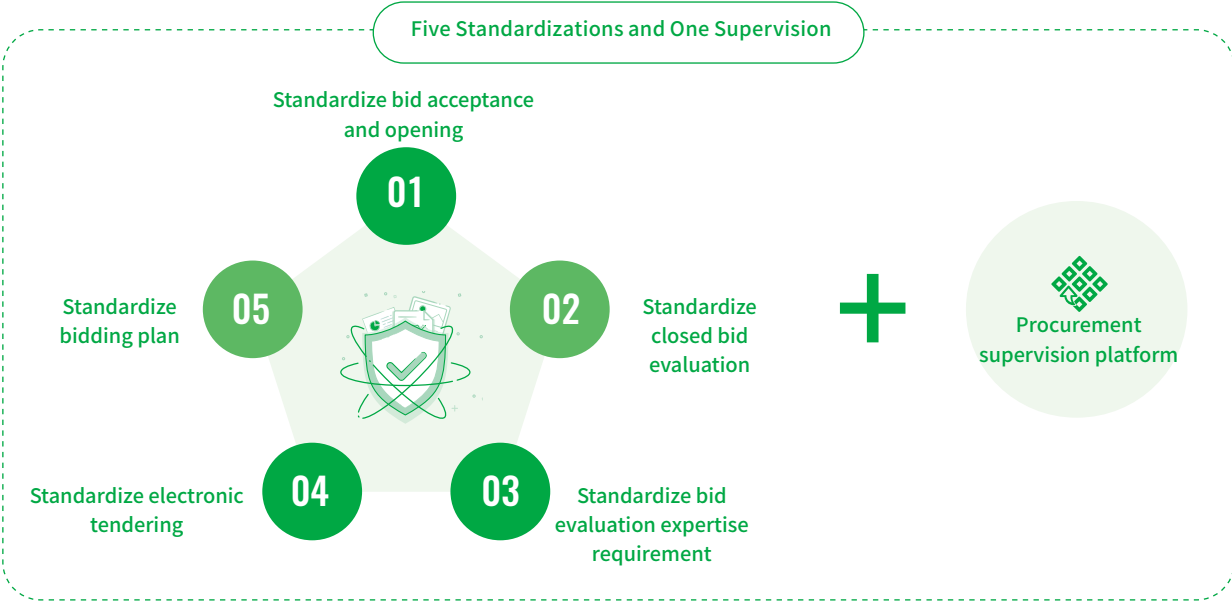 Five Standardizations and One Supervision
Standardize bid acceptance
and opening
01
02
Standardize
closed bid
evaluation
03
Standardize bid
evaluation expertise
requirement
04
Standardize electronic
tendering
05
Standardize
bidding plan
Procurement
supervision platform